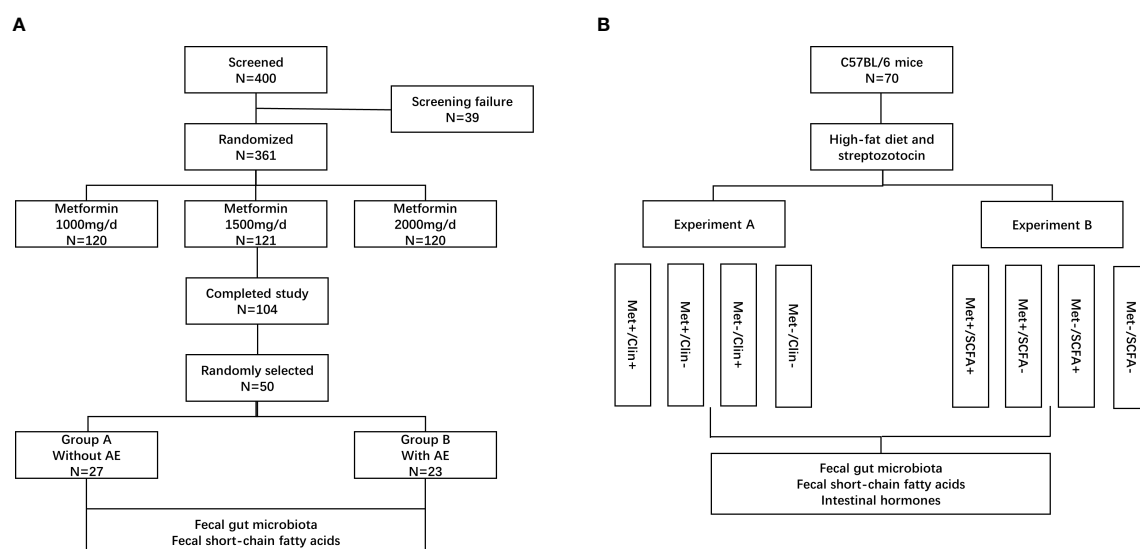 A
Screened
N=400
Screening failure
N=39
Randomized
N=361
Metformin
1000mg/d
N=120
Metformin
1500mg/d
N=121
Metformin
2000mg/d
N=120
Completed study
N=104
Randomly selected
N=50
Group A
Without AE
N=27
Group B
With AE
N=23
Fecal gut microbiota
Fecal short-chain fatty acids
B
C57BL/6 mice
N=70
High-fat diet and
streptozotocin
Experiment A
Experiment B
Met+/Clin+
Met+/Clin-
Met-/Clin+
Met-/Clin-
Met+/SCFA+
Met+/SCFA-
Met-/SCFA+
Met-/SCFA-
Fecal gut microbiota
Fecal short-chain fatty acids
Intestinal hormones